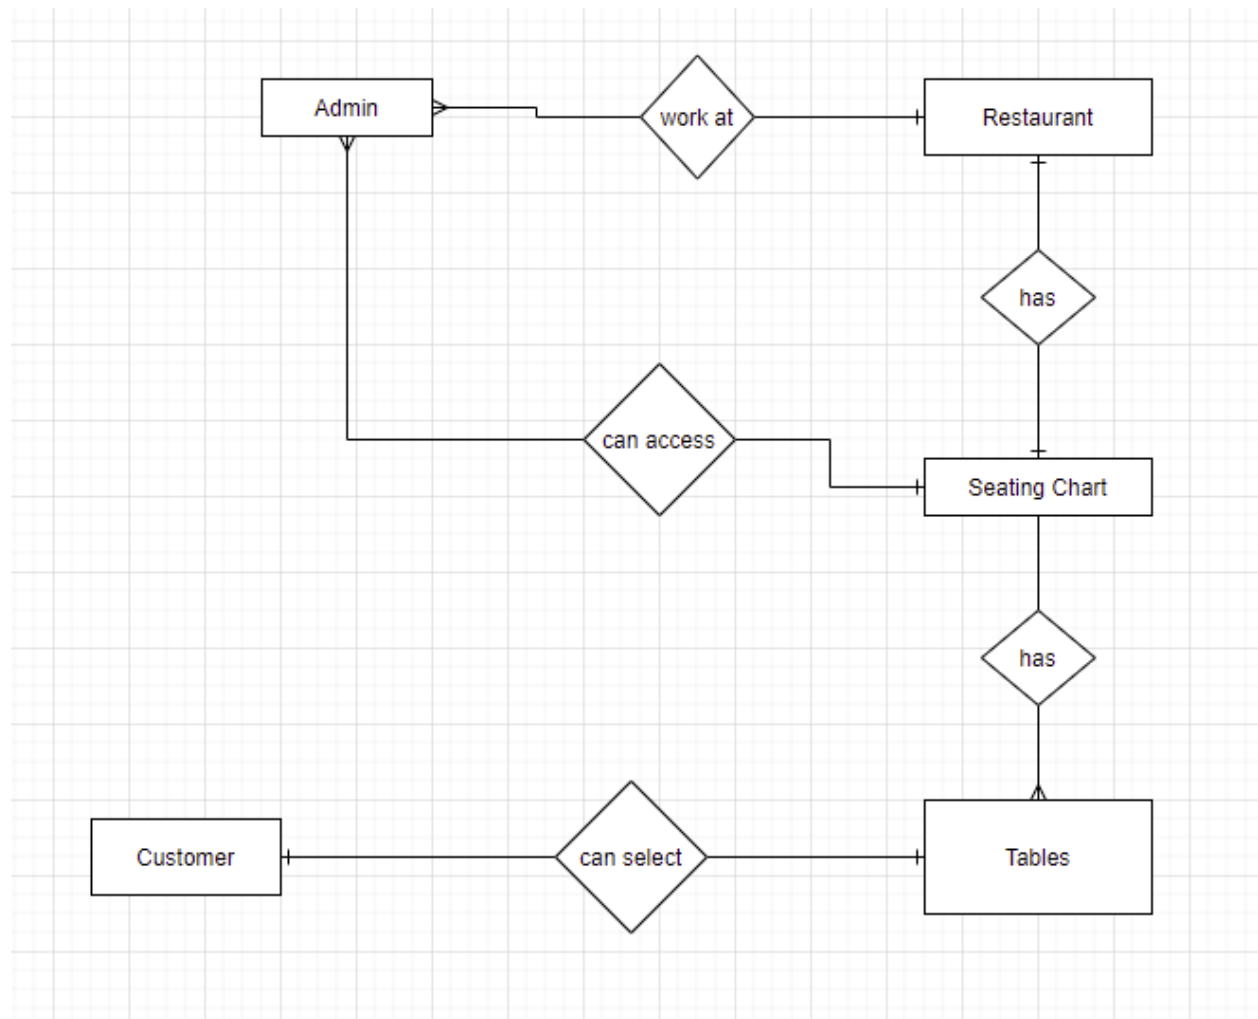 Admin
work at
Restaurant
has
can access
Seating Chart
has
Customer
can select
Tables